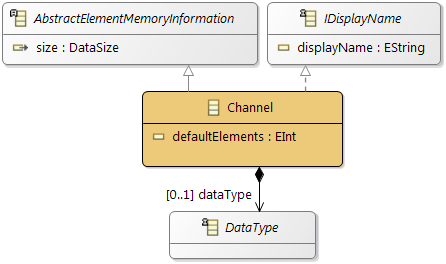 AbstractElementMemoryInformation
size : DataSize
IDisplayName
displayName : EString
Channel
defaultElements : EInt
[0..1] dataType
DataType